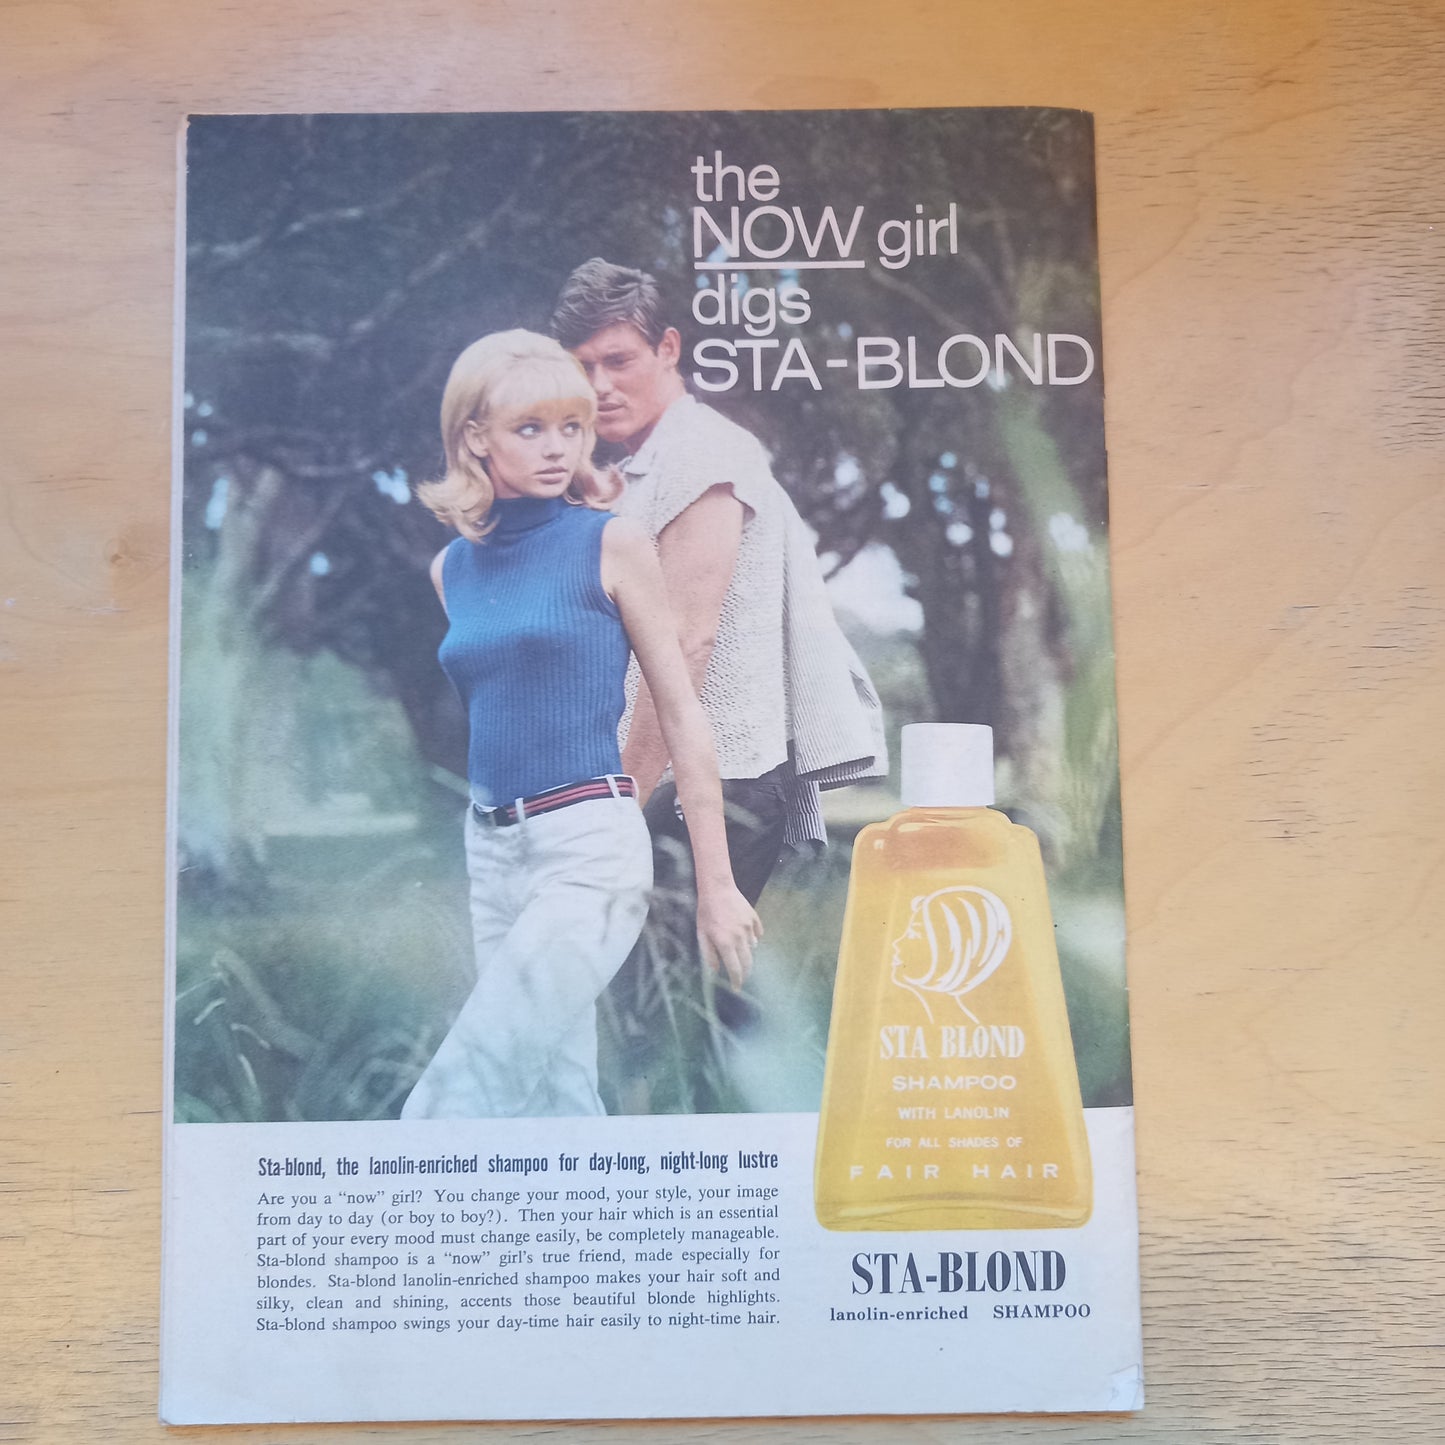 the
NOW girl
digs
STA-BLOND
STA BLOND
SHAMPOO
WITH LANOLIN
FOR ALL SHADES OF
FAIR HAIR
Sta-blond, the lanolin-enriched shampoo for day-long, night-long lustre
Are you a “now” girl? You change your mood, your style, your image
from day to day (or boy to boy?). Then your hair which is an essential
part of your every mood must change easily, be completely manageable.
Sta-blond shampoo is a “now” girl's true friend, made especially for
blondes. Sta-blond lanolin-enriched shampoo makes your hair soft and
silky, clean and shining, accents those beautiful blonde highlights.
Sta-blond shampoo swings your day-time hair easily to night-time hair.
STA-BLOND
lanolin-enriched SHAMPOO